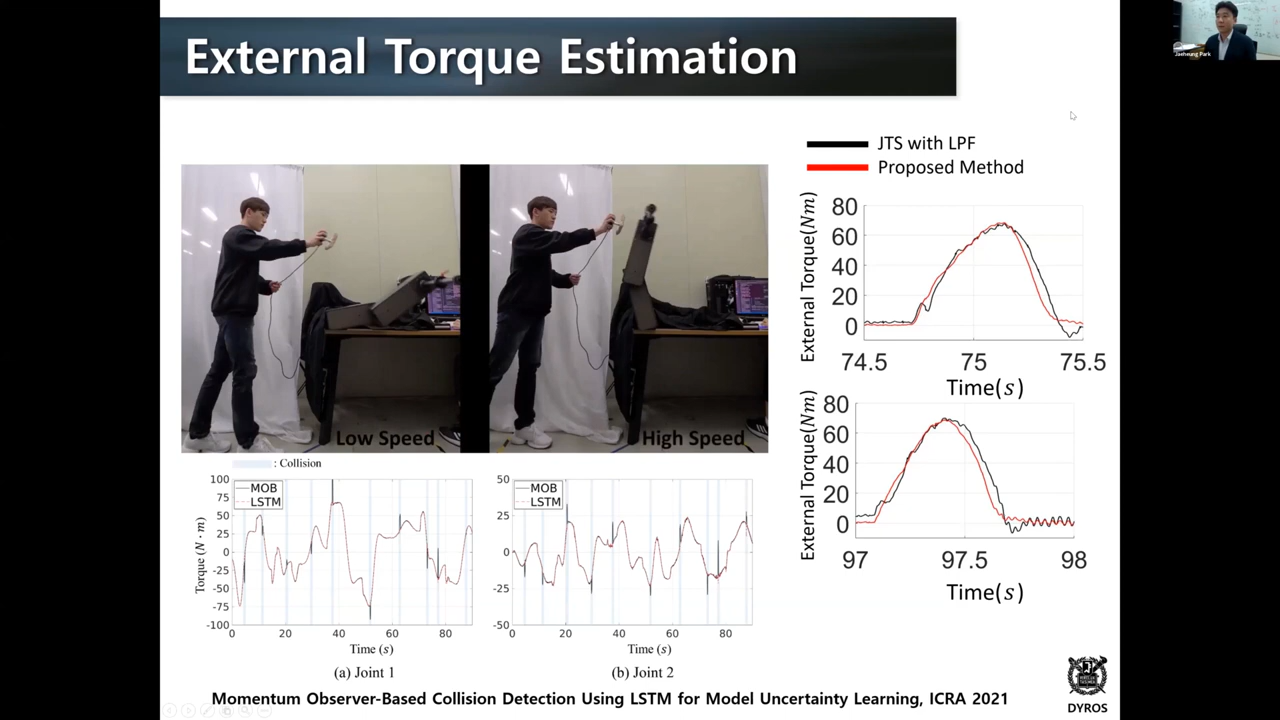 External Torque Estimation
Jaeheung Park
JTS with LPF
Proposed Method
Low Speed
High Speed
External Torque(Nm)
80
60
40
20
0
74.5 75 75.5
Time(s)
External Torque(Nm)
80
60
40
20
0
97 97.5 98
Time(s)
: Collision
MOB
LSTM
Torque (N · m)
100
75
50
25
0
-25
-50
-75
-100
0 20 40 60 80
Time (s)
(a) Joint 1
MOB
LSTM
50
25
0
-25
-50
0 20 40 60 80
Time (s)
(b) Joint 2
Momentum Observer-Based Collision Detection Using LSTM for Model Uncertainty Learning, ICRA 2021
DYROS